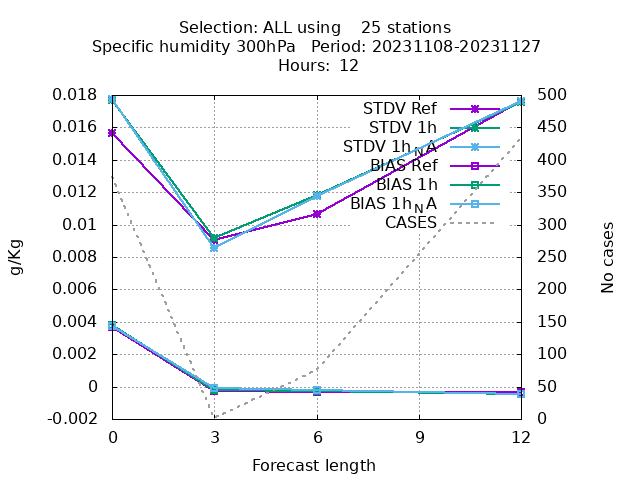 Selection: ALL using    25 stations
Specific humidity 300hPa   Period: 20231108-20231127
Hours: 12
0.018 500
0.016 450
0.014 400
0.012 350
0.01 300
0.008 250
0.006 200
0.004 150
0.002 100
0 50
-0.002 0
STDV Ref
STDV 1h
STDV 1h_NA
BIAS Ref
BIAS 1h
BIAS 1h_NA
CASES
g/Kg
No cases
0 3 6 9 12
Forecast length